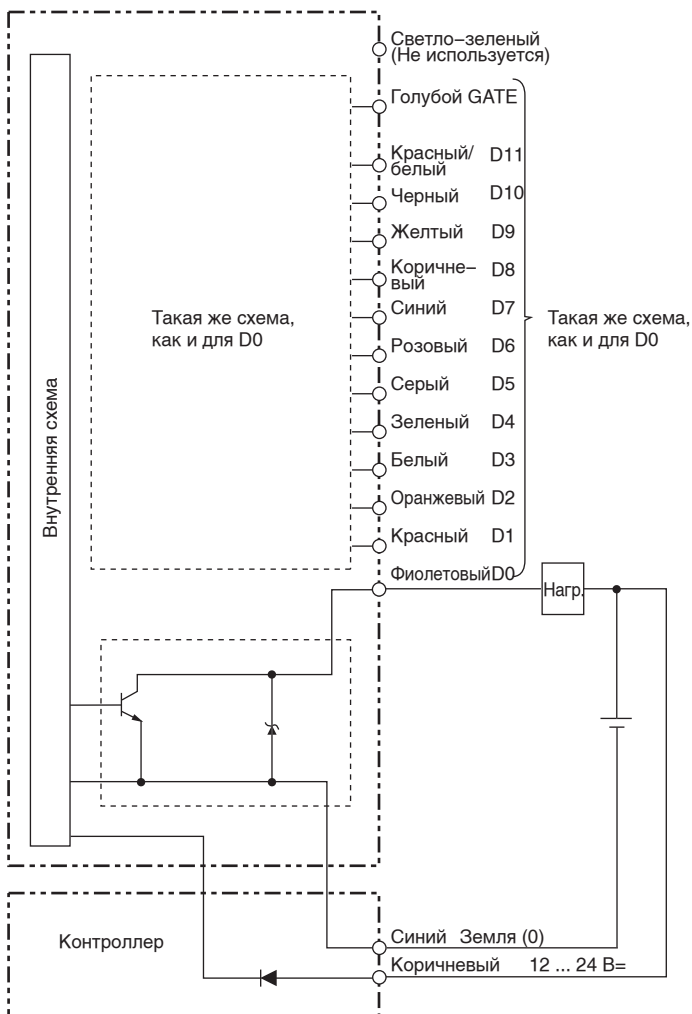 Светло–зеленый
(Не используется)
Голубой GATE
Красный/
белый D11
Черный D10
Желтый D9
Коричне–
вый D8
Синий D7
Розовый D6
Серый D5
Зеленый D4
Белый D3
Оранжевый D2
Красный D1
Фиолетовый D0
Такая же схема,
как и для D0
Такая же схема,
как и для D0
Внутренняя схема
Нагр.
Контроллер
Синий Земля (0)
Коричневый 12 ... 24 В=